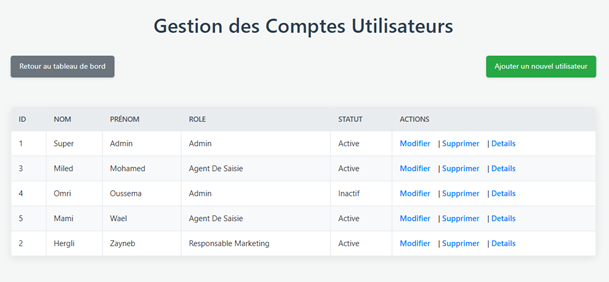 Gestion des Comptes Utilisateurs
Retour au tableau de bord Ajouter un nouvel utilisateur
ID NOM PRÉNOM ROLE STATUT ACTIONS
1 Super Admin Admin Active Modifier | Supprimer | Details
3 Miled Mohamed Agent De Saisie Active Modifier | Supprimer | Details
4 Omri Oussema Admin Inactif Modifier | Supprimer | Details
5 Mami Wael Agent De Saisie Active Modifier | Supprimer | Details
2 Hergli Zayneb Responsable Marketing Active Modifier | Supprimer | Details